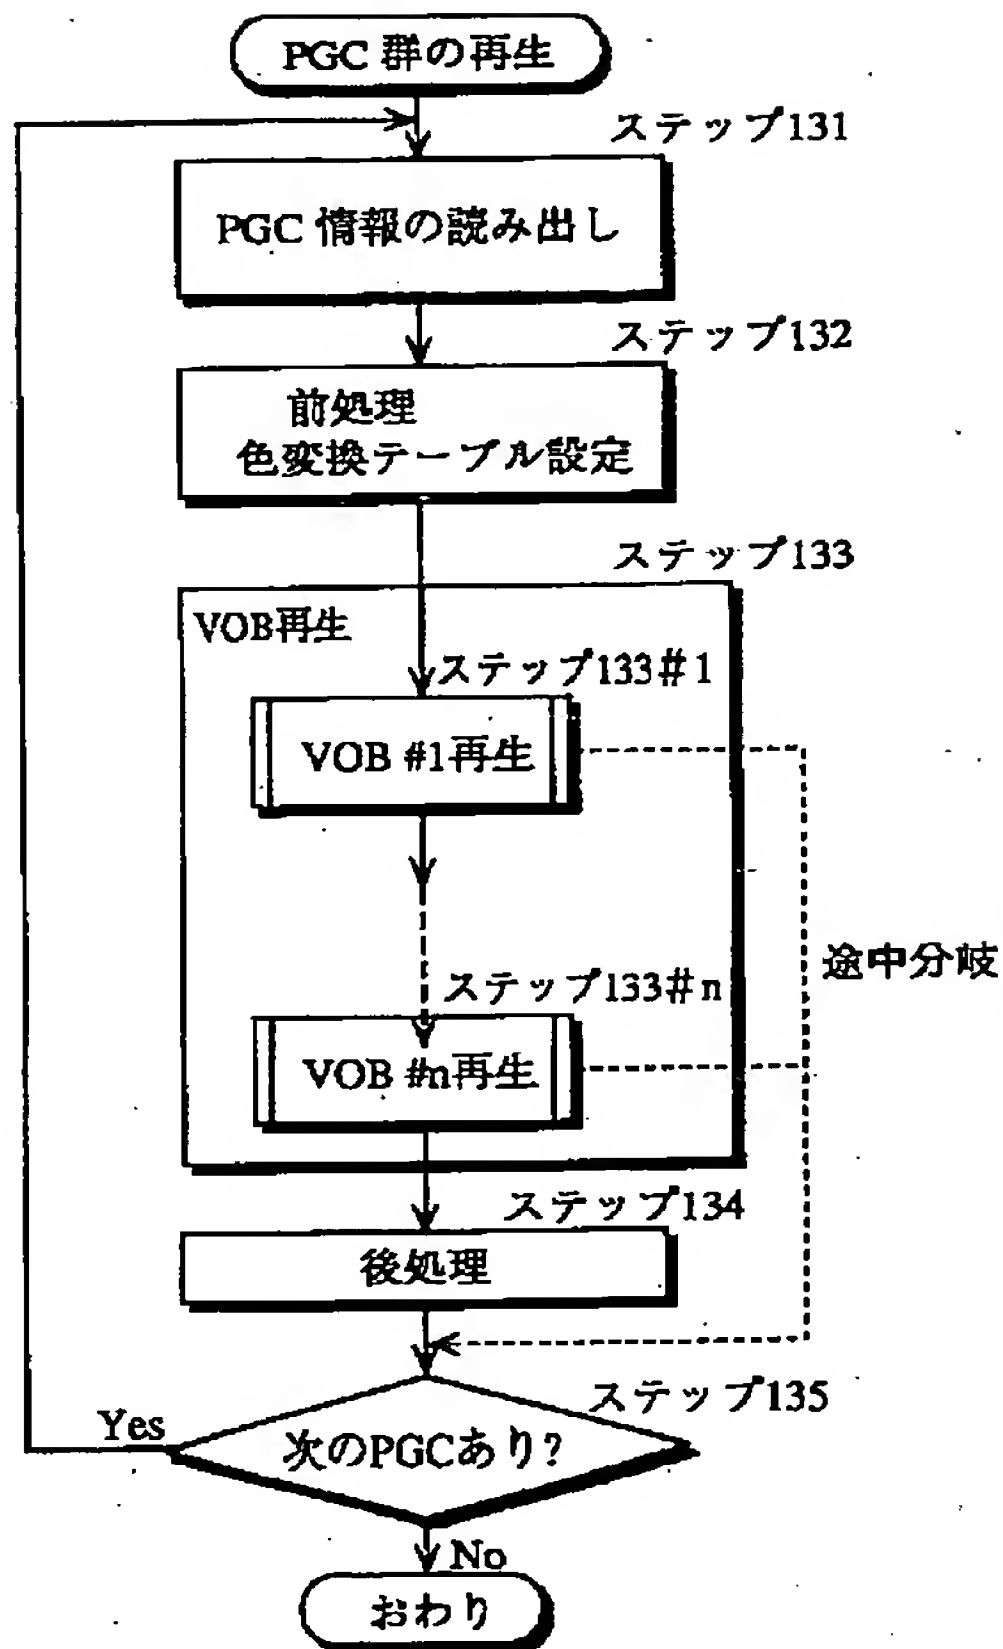 PGC 群の再生
ステップ131
PGC 情報の読み出し
ステップ132
前処理
色変換テーブル設定
ステップ133
VOB再生
ステップ133#1
VOB #1再生
途中分岐
ステップ133#n
VOB #n再生
ステップ134
後処理
ステップ135
Yes
次のPGCあり?
No
おわり